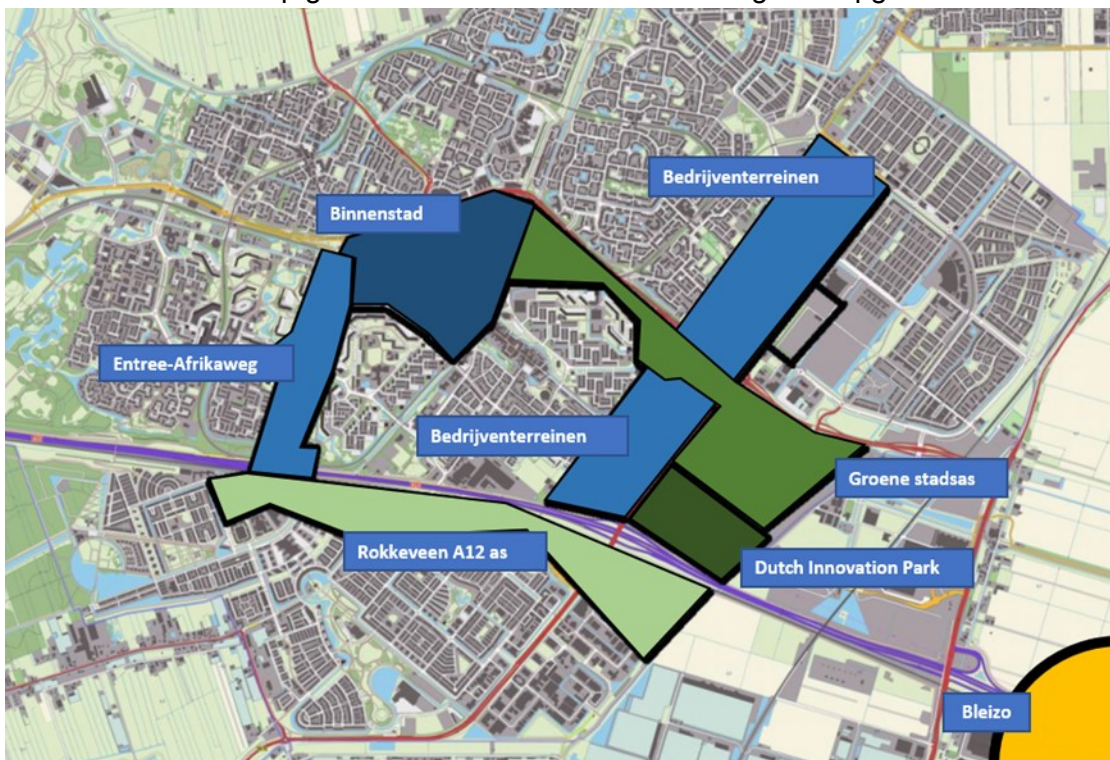 Bedrijventerreinen
Binnenstad
Entree-Afrikaweg
Bedrijventerreinen
Groene stadsas
Rokkeveen A12 as
Dutch Innovation Park
Bleizo